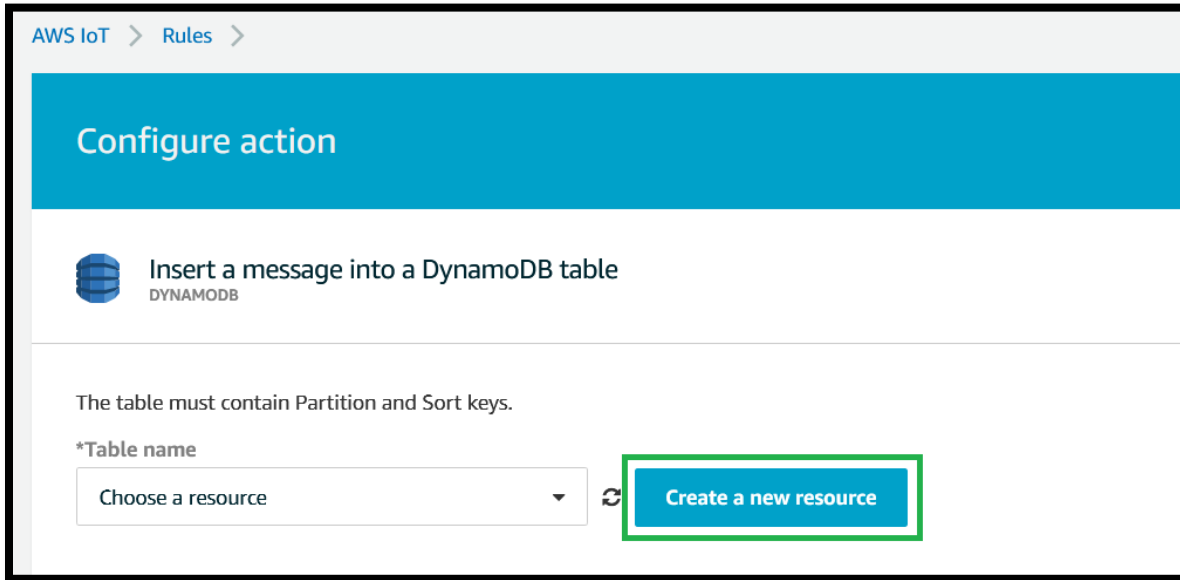 AWS IoT > Rules >
Configure action
Insert a message into a DynamoDB table
DYNAMODB
The table must contain Partition and Sort keys.
*Table name
Choose a resource Create a new resource